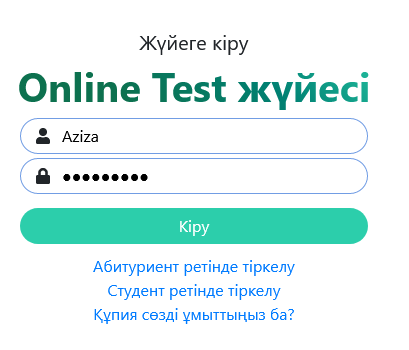 Жүйеге кіру
Online Test жүйесі
Aziza
●●●●●●●●●
Кіру
Абитуриент ретінде тіркелу
Студент ретінде тіркелу
Құпия сөзді ұмыттыңыз ба?